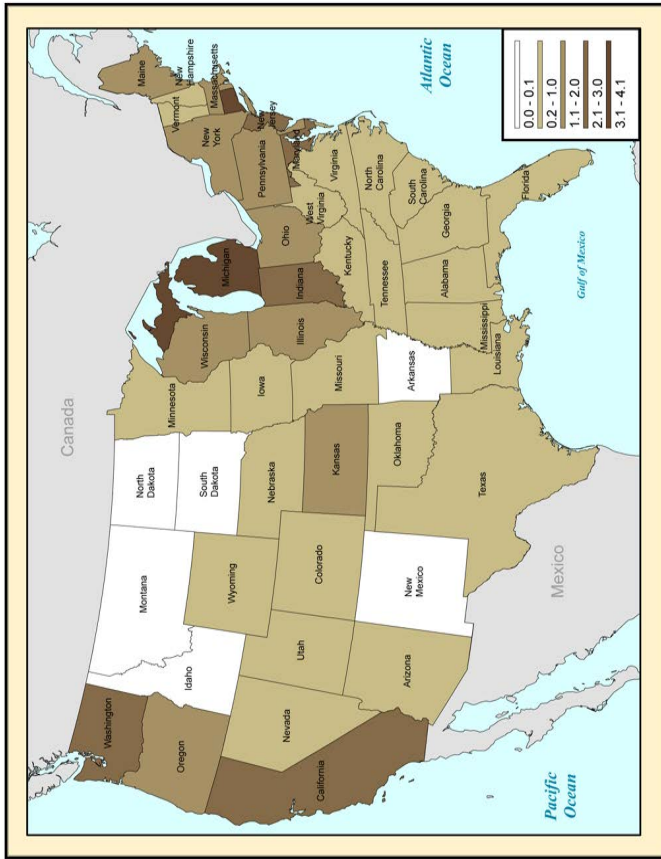 Canada
Washington
Oregon
California
Idaho
Nevada
Montana
Wyoming
Utah
Arizona
Colorado
New
Mexico
North
Dakota
South
Dakota
Nebraska
Kansas
Oklahoma
Texas
Minnesota
Iowa
Missouri
Arkansas
Louisiana
Wisconsin
Illinois
Mississippi
Michigan
Indiana
Kentucky
Tennessee
Alabama
Ohio
West
Virginia
Virginia
North
Carolina
South
Carolina
Georgia
Florida
Pennsylvania
New
York
Vermont
New
Hampshire
Maine
Massachusetts
New
Jersey
Maryland
Pacific
Ocean
Mexico
Gulf of Mexico
Atlantic
Ocean
0.0 - 0.1
0.2 - 1.0
1.1 - 2.0
2.1 - 3.0
3.1 - 4.1